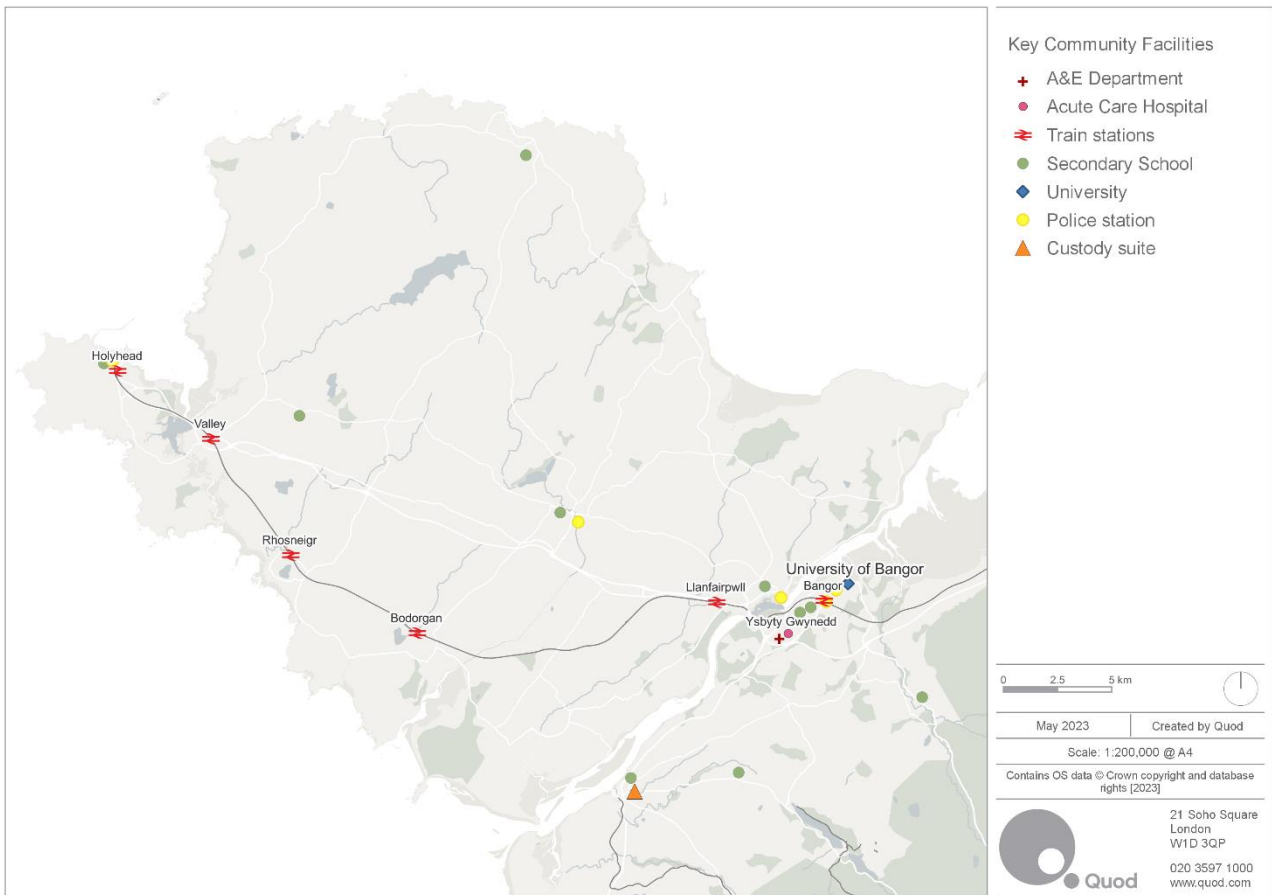 Holyhead
Valley
Rhosneigr
Bodorgan
Llanfairpwll
University of Bangor
Bangor
Ysbyty Gwynedd
Key Community Facilities
A&E Department
Acute Care Hospital
Train stations
Secondary School
University
Police station
Custody suite
0 2.5 5 km
May 2023
Created by Quod
Scale: 1:200,000 @ A4
Contains OS data © Crown copyright and database
rights [2023]
Quod
21 Soho Square
London
W1D 3QP
020 3597 1000
www.quod.com